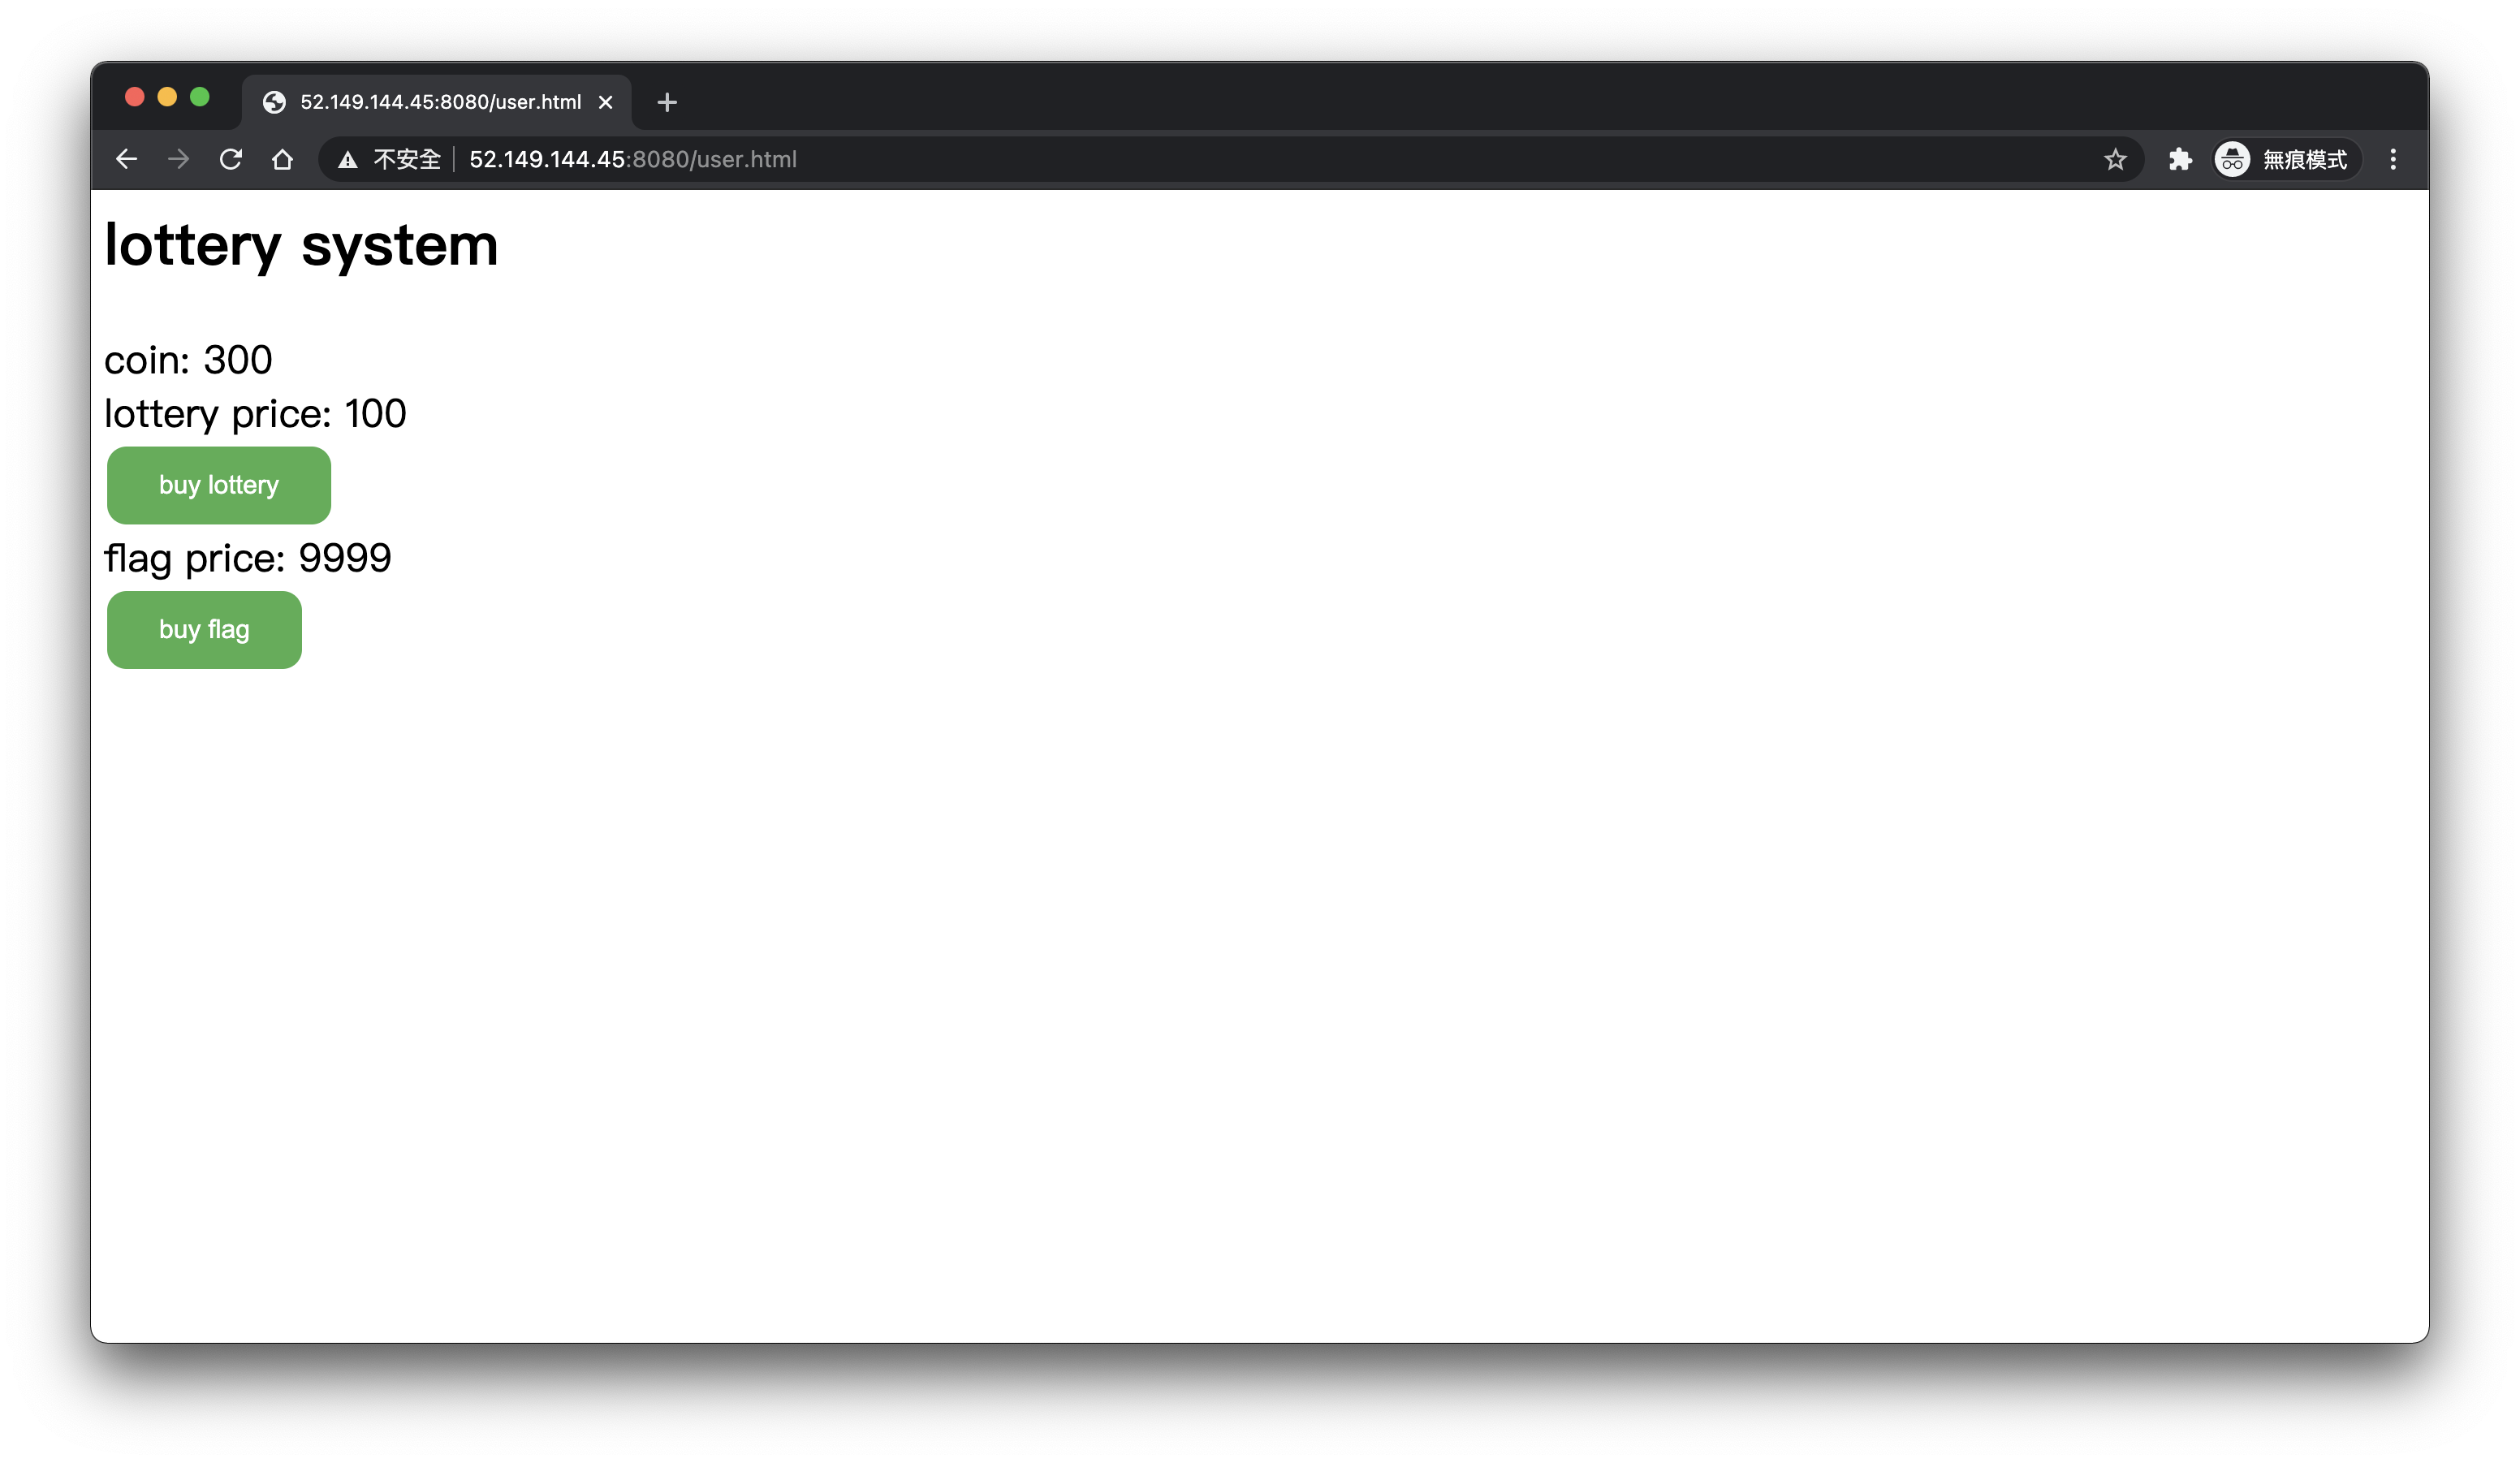 52.149.144.45:8080/user.html
不安全 52.149.144.45:8080/user.html 無痕模式
lottery system
coin: 300
lottery price: 100
buy lottery
flag price: 9999
buy flag